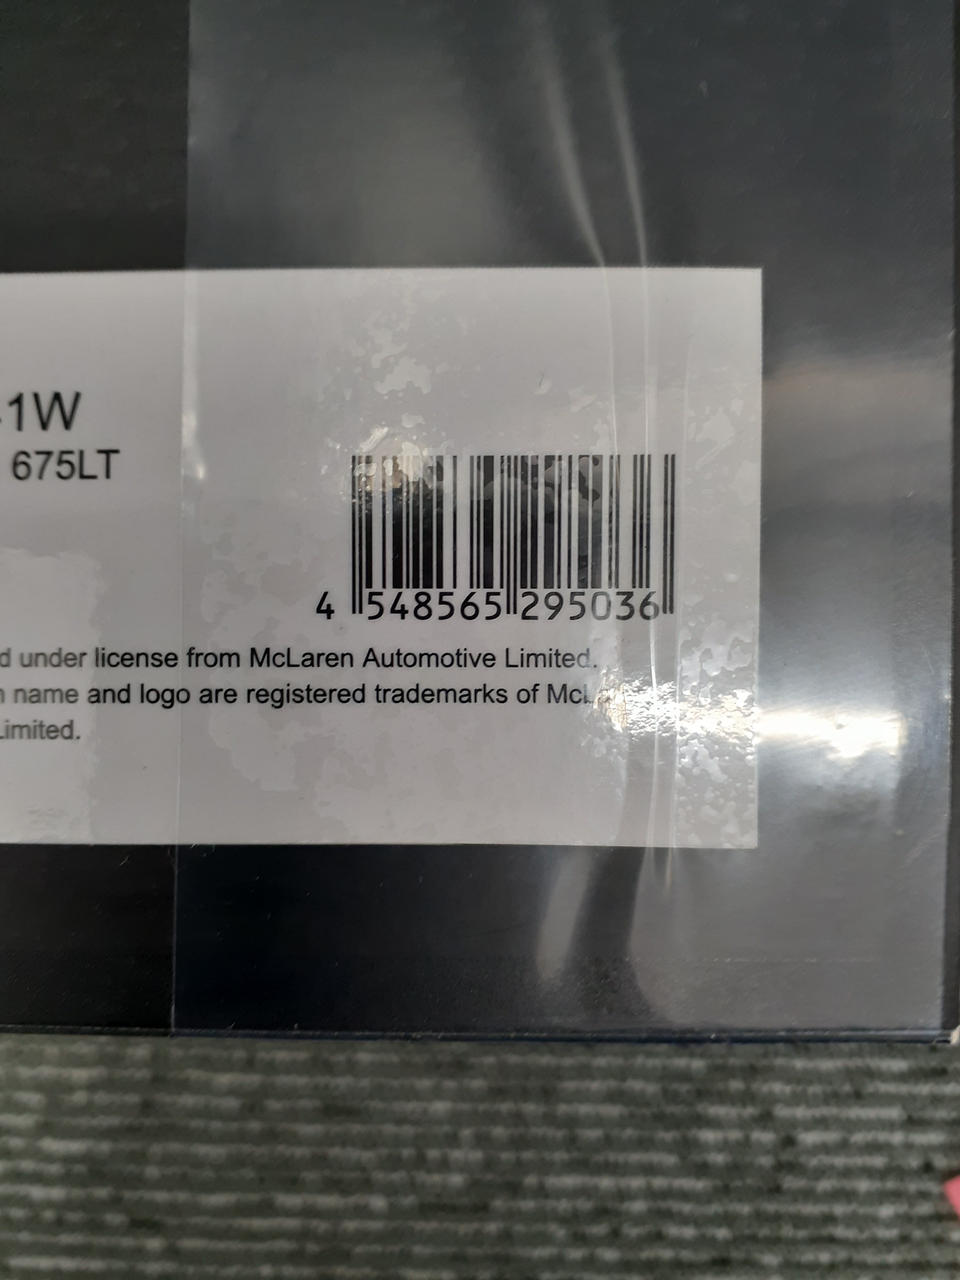 1W
675LT
4 548565 295036
d under license from McLaren Automotive Limited.
name and logo are registered trademarks of McL
Limited.